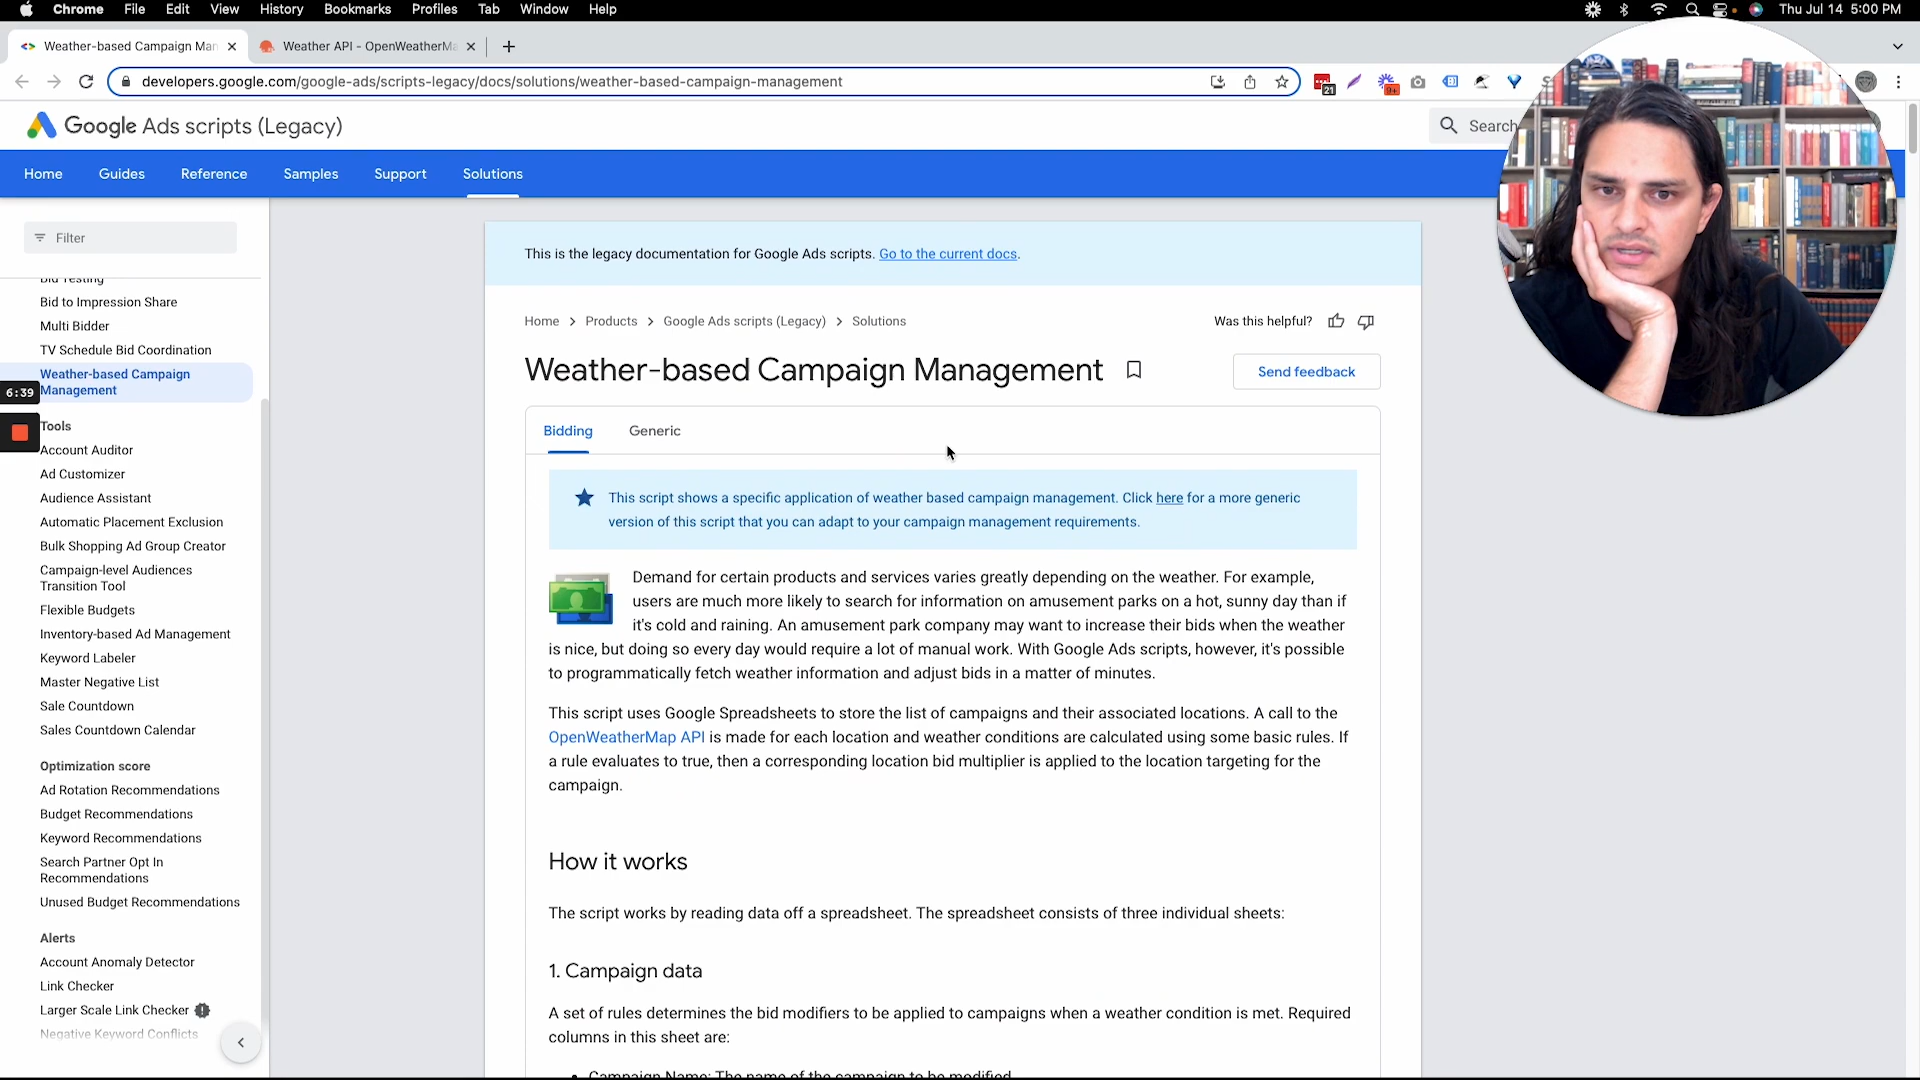 Chrome File Edit View History Bookmarks Profiles Tab Window Help Thu Jul 14 5:00 PM
Weather-based Campaign Man Weather API - OpenWeatherMa
developers.google.com/google-ads/scripts-legacy/docs/solutions/weather-based-campaign-management 21 9+
Google Ads scripts (Legacy) Search
Home Guides Reference Samples Support Solutions
Filter
Bid Testing
Bid to Impression Share
Multi Bidder
TV Schedule Bid Coordination
Weather-based Campaign
Management
6:39
Tools
Account Auditor
Ad Customizer
Audience Assistant
Automatic Placement Exclusion
Bulk Shopping Ad Group Creator
Campaign-level Audiences
Transition Tool
Flexible Budgets
Inventory-based Ad Management
Keyword Labeler
Master Negative List
Sale Countdown
Sales Countdown Calendar
Optimization score
Ad Rotation Recommendations
Budget Recommendations
Keyword Recommendations
Search Partner Opt In
Recommendations
Unused Budget Recommendations
Alerts
Account Anomaly Detector
Link Checker
Larger Scale Link Checker
Negative Keyword Conflicts
This is the legacy documentation for Google Ads scripts. Go to the current docs.
Home > Products > Google Ads scripts (Legacy) > Solutions Was this helpful?
Weather-based Campaign Management Send feedback
Bidding Generic
This script shows a specific application of weather based campaign management. Click here for a more generic
version of this script that you can adapt to your campaign management requirements.
Demand for certain products and services varies greatly depending on the weather. For example,
users are much more likely to search for information on amusement parks on a hot, sunny day than if
it's cold and raining. An amusement park company may want to increase their bids when the weather
is nice, but doing so every day would require a lot of manual work. With Google Ads scripts, however, it's possible
to programmatically fetch weather information and adjust bids in a matter of minutes.
This script uses Google Spreadsheets to store the list of campaigns and their associated locations. A call to the
OpenWeatherMap API is made for each location and weather conditions are calculated using some basic rules. If
a rule evaluates to true, then a corresponding location bid multiplier is applied to the location targeting for the
campaign.
How it works
The script works by reading data off a spreadsheet. The spreadsheet consists of three individual sheets:
1. Campaign data
A set of rules determines the bid modifiers to be applied to campaigns when a weather condition is met. Required
columns in this sheet are:
• Campaign Name: The name of the campaign to be modified